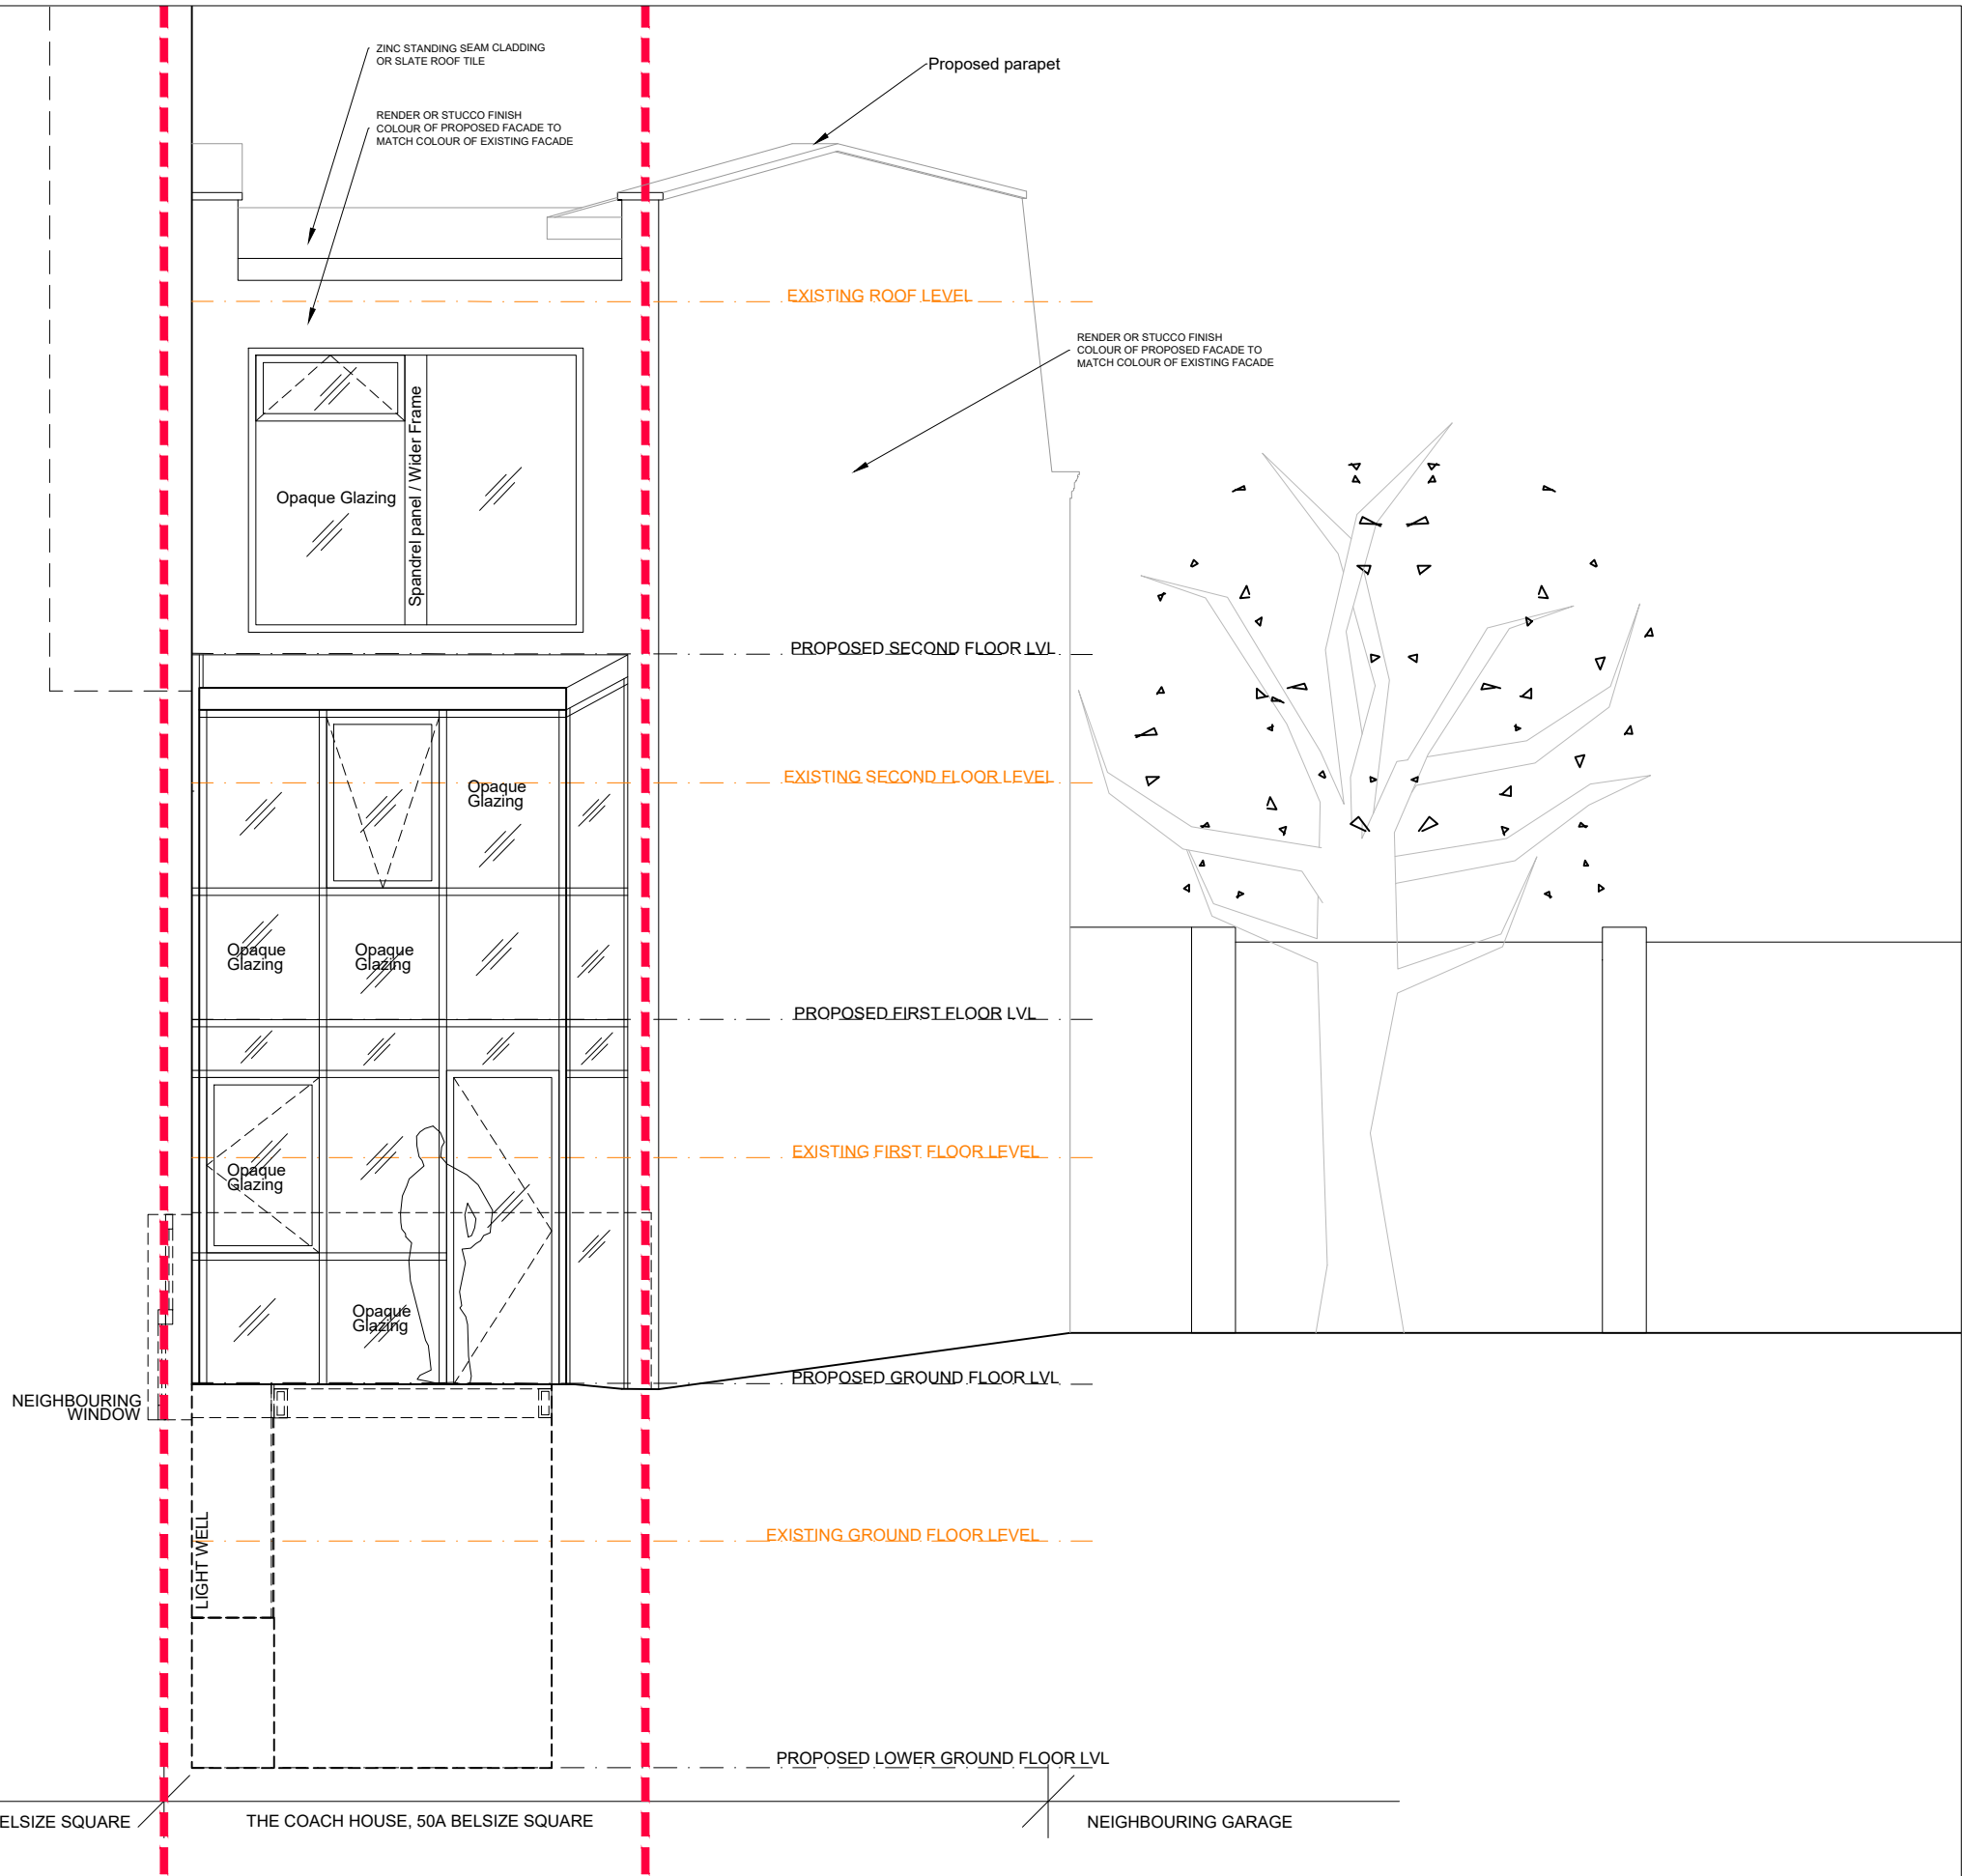 ZINC STANDING SEAM CLADDING
OR SLATE ROOF TILE
Proposed parapet
RENDER OR STUCCO FINISH
COLOUR OF PROPOSED FACADE TO
MATCH COLOUR OF EXISTING FACADE
EXISTING ROOF LEVEL
RENDER OR STUCCO FINISH
COLOUR OF PROPOSED FACADE TO
MATCH COLOUR OF EXISTING FACADE
Opaque Glazing
Spandrel panel / Wider Frame
PROPOSED SECOND FLOOR LVL
EXISTING SECOND FLOOR LEVEL
Opaque
Glazing
Opaque
Glazing
Opaque
Glazing
PROPOSED FIRST FLOOR LVL
EXISTING FIRST FLOOR LEVEL
Opaque
Glazing
Opaque
Glazing
PROPOSED GROUND FLOOR LVL
NEIGHBOURING
WINDOW
EXISTING GROUND FLOOR LEVEL
LIGHT WELL
PROPOSED LOWER GROUND FLOOR LVL
ELSIZE SQUARE
THE COACH HOUSE, 50A BELSIZE SQUARE
NEIGHBOURING GARAGE